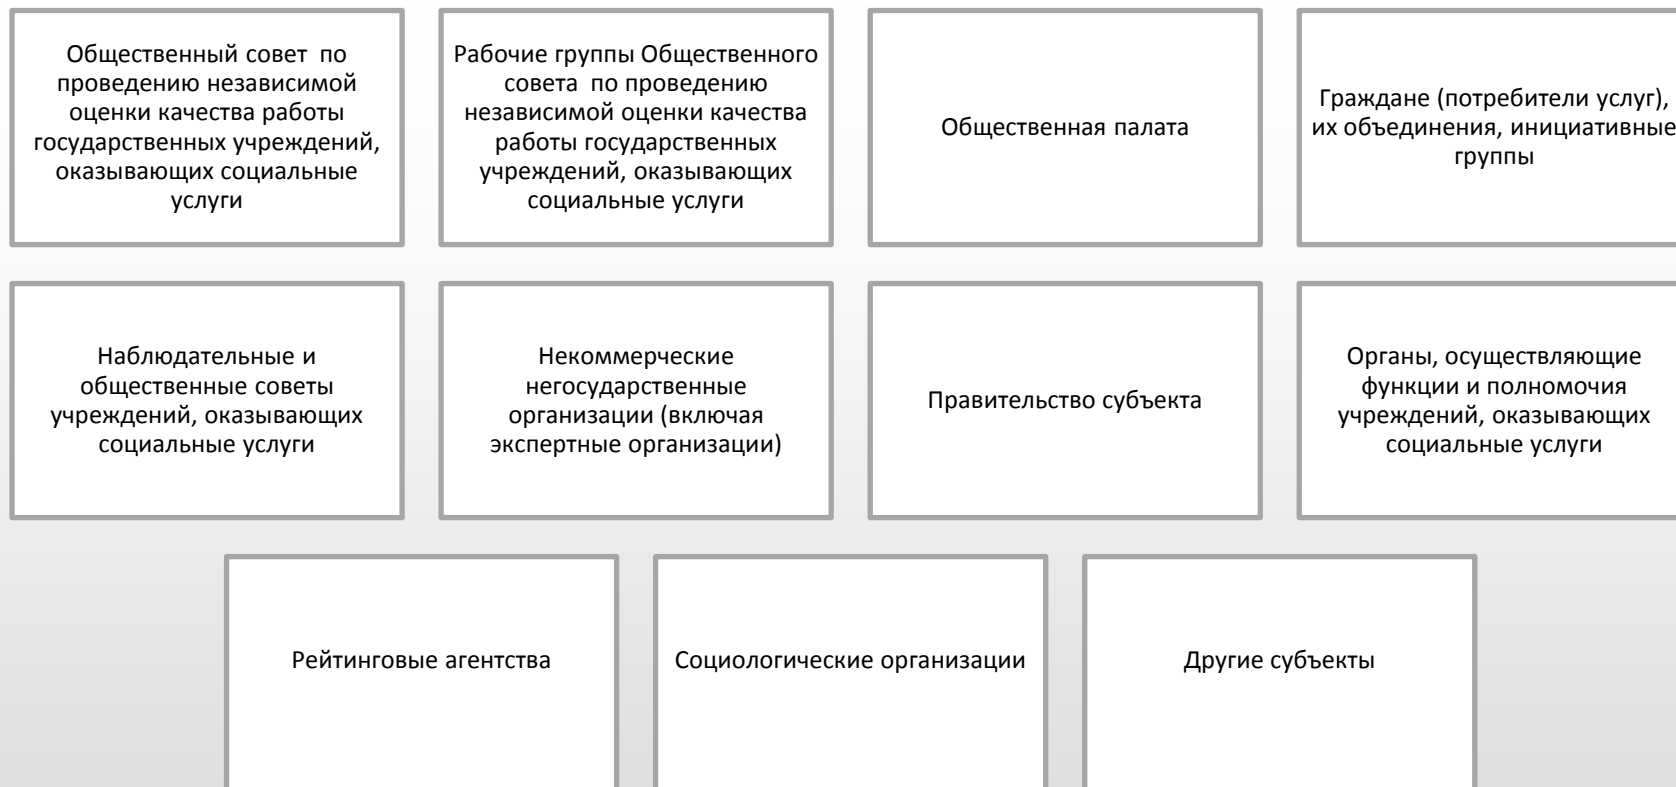 Общественный совет по
проведению независимой
оценки качества работы
государственных учреждений,
оказывающих социальные
услуги
Рабочие группы Общественного
совета по проведению
независимой оценки качества
работы государственных
учреждений, оказывающих
социальные услуги
Общественная палата
Граждане (потребители услуг),
их объединения, инициативные
группы
Наблюдательные и
общественные советы
учреждений, оказывающих
социальные услуги
Некоммерческие
негосударственные
организации (включая
экспертные организации)
Правительство субъекта
Органы, осуществляющие
функции и полномочия
учреждений, оказывающих
социальные услуги
Рейтинговые агентства
Социологические организации
Другие субъекты